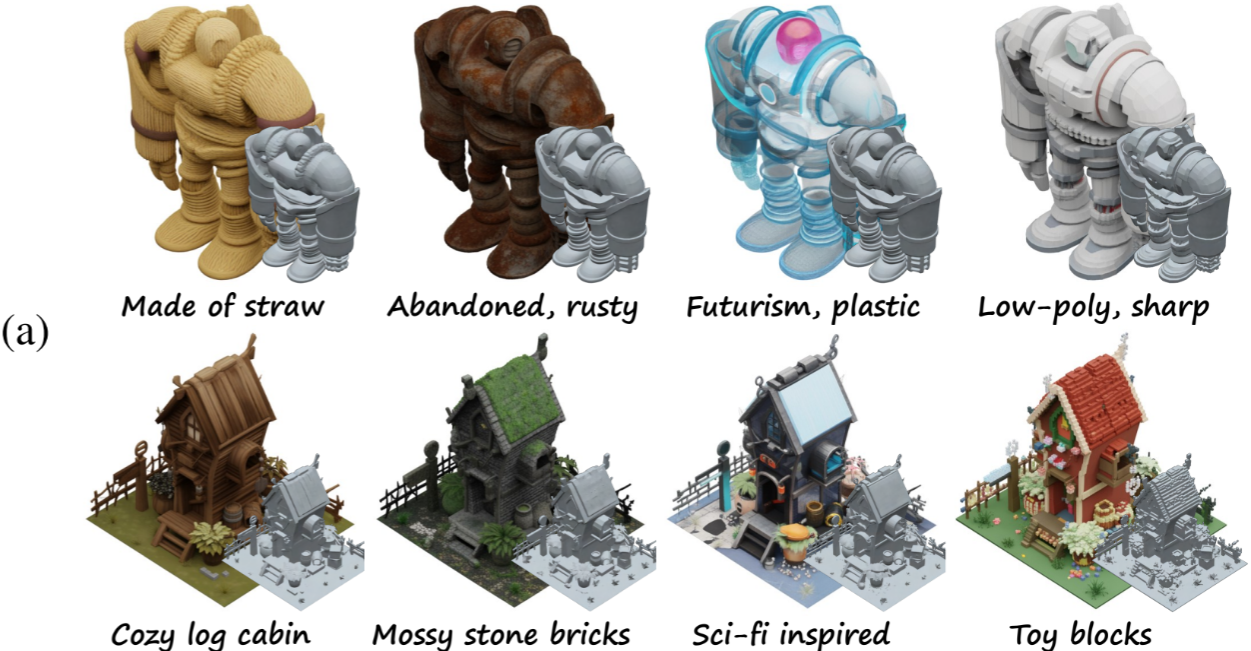 Made of straw
Abandoned, rusty
Futurism, plastic
Low-poly, sharp
(a)
Cozy log cabin
Mossy stone bricks
Sci-fi inspired
Toy blocks